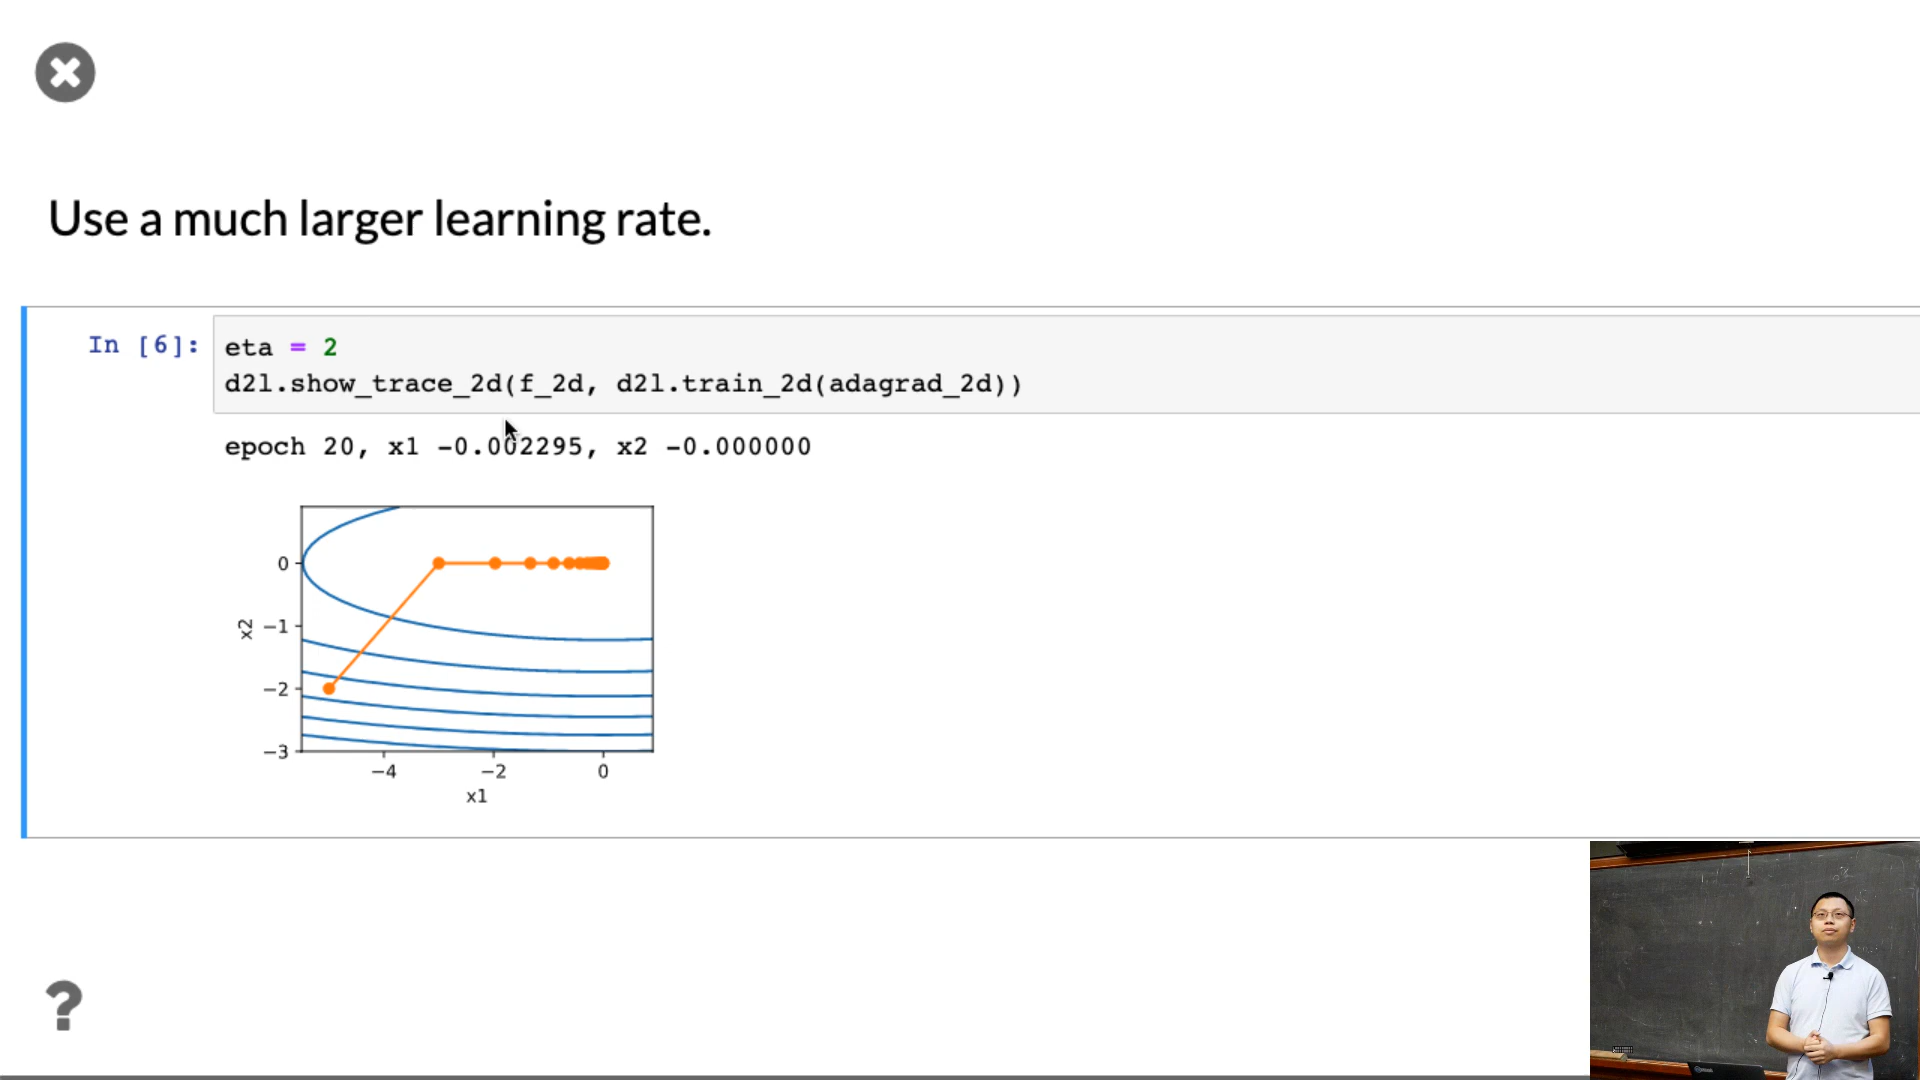 Use a much larger learning rate.
In [6]:
eta = 2
d2l.show_trace_2d(f_2d, d2l.train_2d(adagrad_2d))
epoch 20, x1 -0.002295, x2 -0.000000
0
−1
x2
−2
−3
−4 −2 0
x1
?